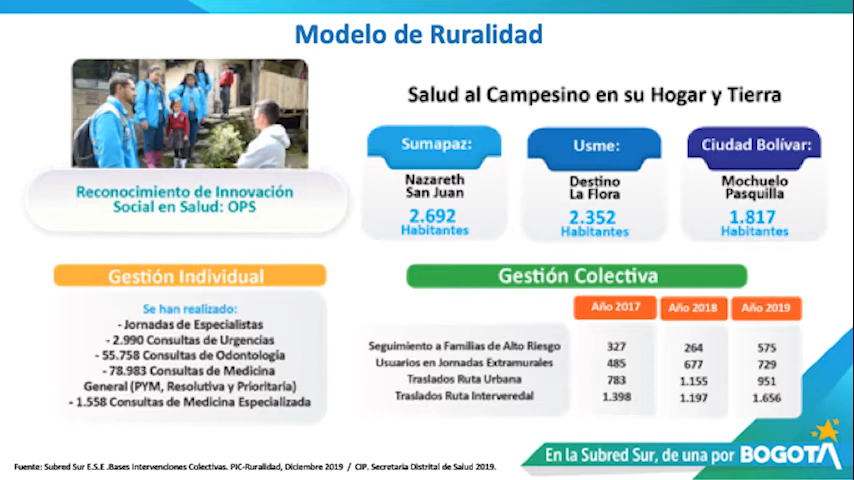 Modelo de Ruralidad
Salud al Campesino en su Hogar y Tierra
Reconocimiento de Innovación
Social en Salud: OPS
Sumapaz:
Nazareth
San Juan
2.692
Habitantes
Usme:
Destino
La Flora
2.352
Habitantes
Ciudad Bolívar:
Mochuelo
Pasquilla
1.817
Habitantes
Gestión Individual
Se han realizado:
- Jornadas de Especialistas
- 2.990 Consultas de Urgencias
- 55.758 Consultas de Odontología
- 78.983 Consultas de Medicina
General (PYM, Resolutiva y Prioritaria)
- 1.558 Consultas de Medicina Especializada
Gestión Colectiva
Año 2017 Año 2018 Año 2019
Seguimiento a Familias de Alto Riesgo 327 264 575
Usuarios en Jornadas Extramurales 485 677 729
Traslados Ruta Urbana 783 1.155 951
Traslados Ruta Interveredal 1.398 1.197 1.656
En la Subred Sur, de una por BOGOTÁ
Fuente: Subred Sur E.S.E .Bases Intervenciones Colectivas. PIC-Ruralidad, Diciembre 2019 / CIP. Secretaria Distrital de Salud 2019.